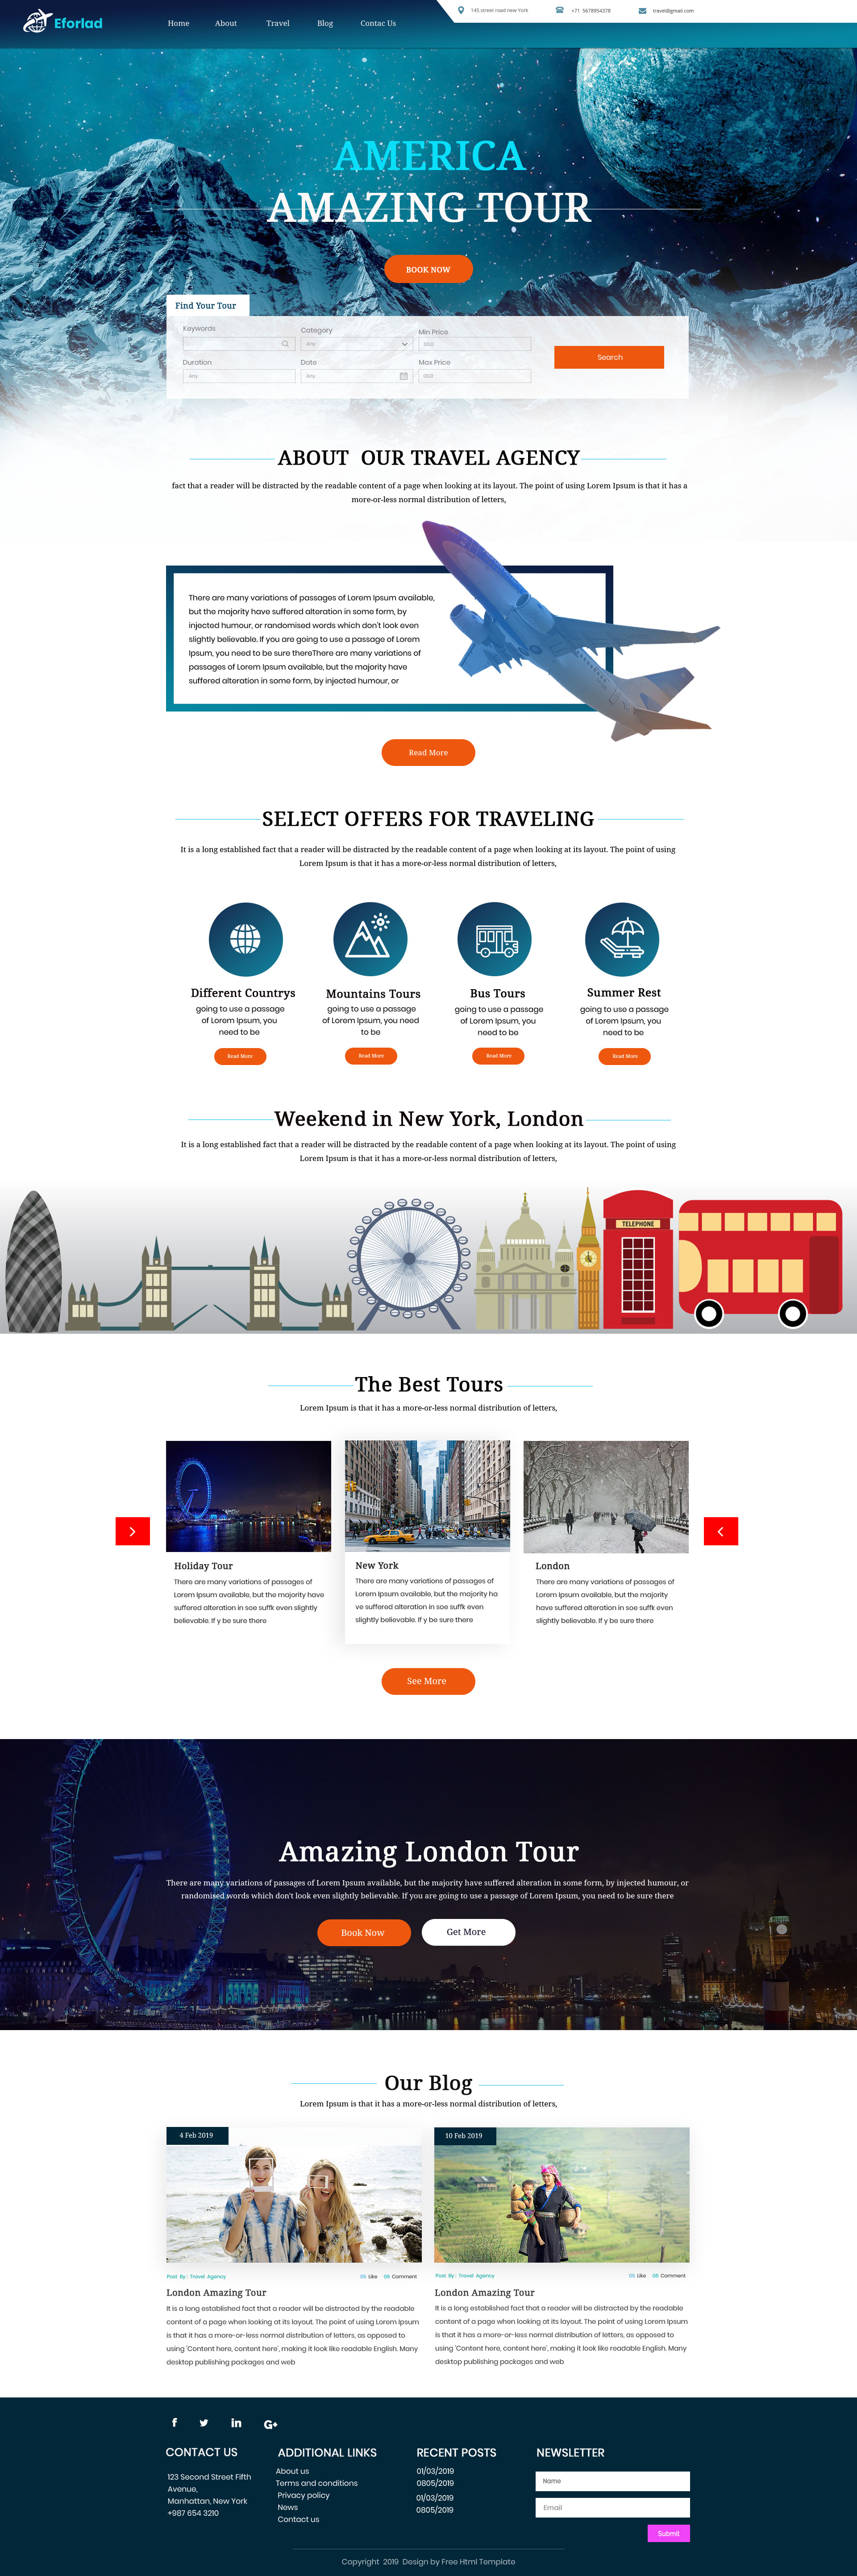 Eforlad
Home About Travel Blog Contac Us
145.street road new York +71 5678954378 travel@gmail.com
AMERICA
AMAZING TOUR
BOOK NOW
Find Your Tour
Keywords Category Min Price
Any 00.0
Search
Duration Date Max Price
Any Any 00.0
ABOUT OUR TRAVEL AGENCY
fact that a reader will be distracted by the readable content of a page when looking at its layout. The point of using Lorem Ipsum is that it has a
more-or-less normal distribution of letters,
There are many variations of passages of Lorem Ipsum available,
but the majority have suffered alteration in some form, by
injected humour, or randomised words which don't look even
slightly believable. If you are going to use a passage of Lorem
Ipsum, you need to be sure thereThere are many variations of
passages of Lorem Ipsum available, but the majority have
suffered alteration in some form, by injected humour, or
Read More
SELECT OFFERS FOR TRAVELING
It is a long established fact that a reader will be distracted by the readable content of a page when looking at its layout. The point of using
Lorem Ipsum is that it has a more-or-less normal distribution of letters,
Different Countrys
going to use a passage
of Lorem Ipsum, you
need to be
Read More
Mountains Tours
going to use a passage
of Lorem Ipsum, you need
to be
Read More
Bus Tours
going to use a passage
of Lorem Ipsum, you
need to be
Read More
Summer Rest
going to use a passage
of Lorem Ipsum, you
need to be
Read More
Weekend in New York, London
It is a long established fact that a reader will be distracted by the readable content of a page when looking at its layout. The point of using
Lorem Ipsum is that it has a more-or-less normal distribution of letters,
TELEPHONE
The Best Tours
Lorem Ipsum is that it has a more-or-less normal distribution of letters,
Holiday Tour
There are many variations of passages of
Lorem Ipsum available, but the majority have
suffered alteration in soe suffk even slightly
believable. If y be sure there
New York
There are many variations of passages of
Lorem Ipsum available, but the majority ha
ve suffered alteration in soe suffk even
slightly believable. If y be sure there
London
There are many variations of passages of
Lorem Ipsum available, but the majority
have suffered alteration in soe suffk even
slightly believable. If y be sure there
See More
Amazing London Tour
There are many variations of passages of Lorem Ipsum available, but the majority have suffered alteration in some form, by injected humour, or
randomised words which don't look even slightly believable. If you are going to use a passage of Lorem Ipsum, you need to be sure there
Book Now Get More
Our Blog
Lorem Ipsum is that it has a more-or-less normal distribution of letters,
4 Feb 2019
Post By : Travel Agency 05 Like 06 Comment
London Amazing Tour
It is a long established fact that a reader will be distracted by the readable
content of a page when looking at its layout. The point of using Lorem Ipsum
is that it has a more-or-less normal distribution of letters, as opposed to
using 'Content here, content here', making it look like readable English. Many
desktop publishing packages and web
10 Feb 2019
Post By : Travel Agency 05 Like 06 Comment
London Amazing Tour
It is a long established fact that a reader will be distracted by the readable
content of a page when looking at its layout. The point of using Lorem Ipsum
is that it has a more-or-less normal distribution of letters, as opposed to
using 'Content here, content here', making it look like readable English. Many
desktop publishing packages and web
f in G+
CONTACT US
123 Second Street Fifth
Avenue,
Manhattan, New York
+987 654 3210
ADDITIONAL LINKS
About us
Terms and conditions
Privacy policy
News
Contact us
RECENT POSTS
01/03/2019
0805/2019
01/03/2019
0805/2019
NEWSLETTER
Name
Email
Submit
Copyright 2019 Design by Free Html Template